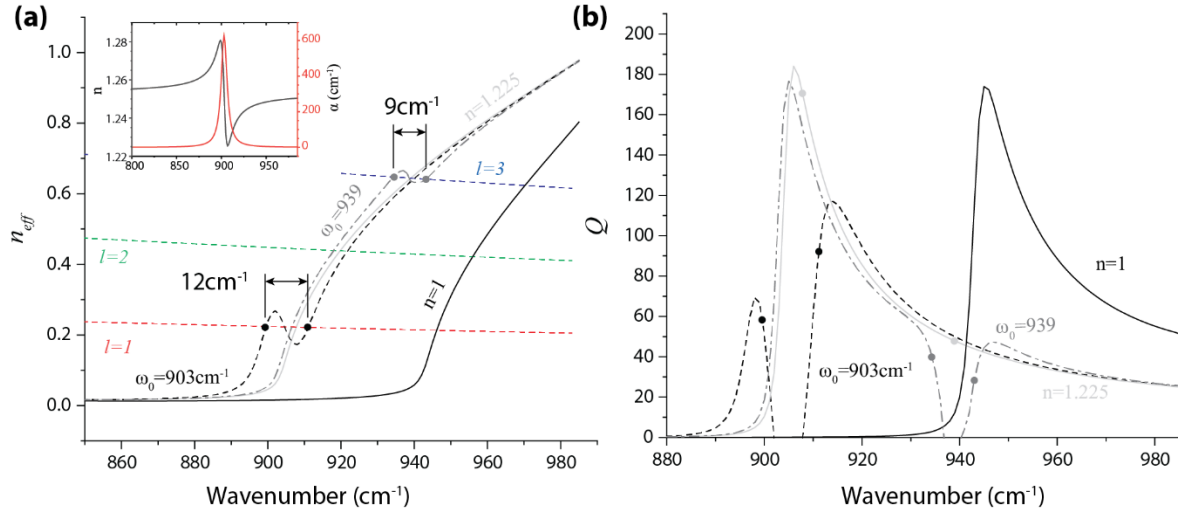 (a)
1.0
0.8
0.6
0.4
0.2
0.0
n_eff
860 880 900 920 940 960 980
Wavenumber (cm⁻¹)
1.28
1.26
1.24
1.22
n
800 850 900 950
600
400
200
0
α (cm⁻¹)
9cm⁻¹
n=1.225
l=3
ω₀=939
l=2
12cm⁻¹
n=1
l=1
ω₀=903cm⁻¹
(b)
200
180
160
140
120
100
80
60
40
20
0
Q
880 900 920 940 960 980
Wavenumber (cm⁻¹)
n=1
ω₀=939
ω₀=903cm⁻¹
n=1.225